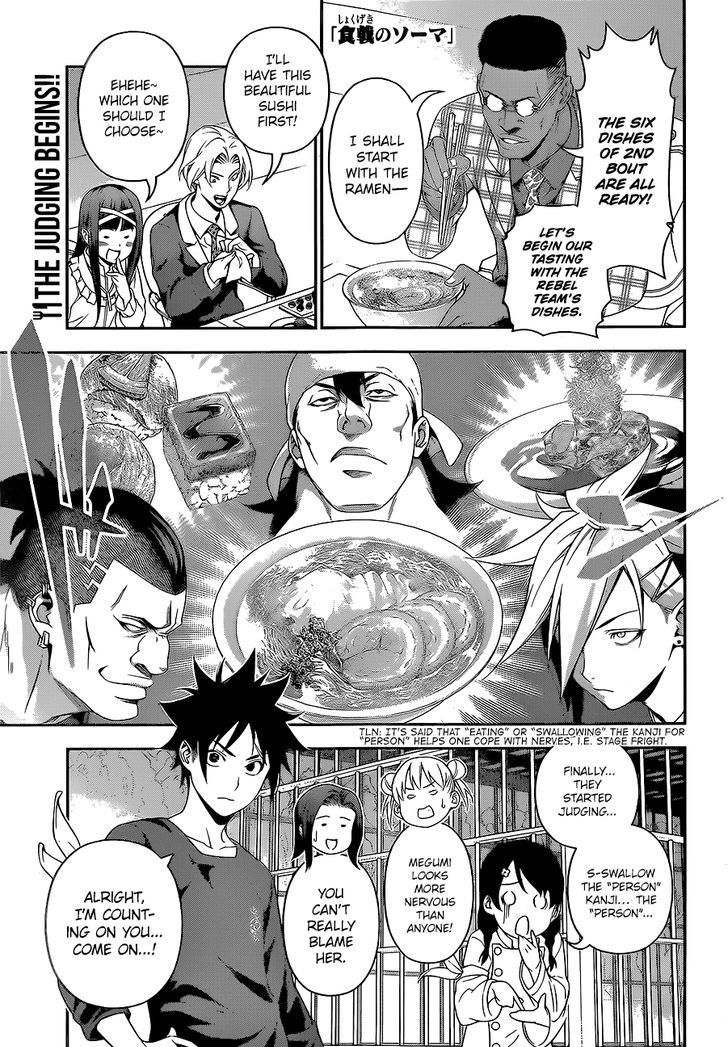 しょくげき
「食戟のソーマ」
THE SIX
DISHES
OF 2ND
BOUT
ARE ALL
READY!
LET'S
BEGIN OUR
TASTING
WITH THE
REBEL
TEAM'S
DISHES.
I SHALL
START
WITH THE
RAMEN—
I'LL
HAVE THIS
BEAUTIFUL
SUSHI
FIRST!
EHEHE~
WHICH ONE
SHOULD I
CHOOSE~
THE JUDGING BEGINS!!
TLN: IT'S SAID THAT "EATING" OR "SWALLOWING" THE KANJI FOR
"PERSON" HELPS ONE COPE WITH NERVES, I.E. STAGE FRIGHT.
FINALLY...
THEY
STARTED
JUDGING...
S-SWALLOW
THE "PERSON"
KANJI... THE
"PERSON"...
MEGUMI
LOOKS
MORE
NERVOUS
THAN
ANYONE!
YOU
CAN'T
REALLY
BLAME
HER.
ALRIGHT,
I'M COUNT-
ING ON YOU...
COME ON...!